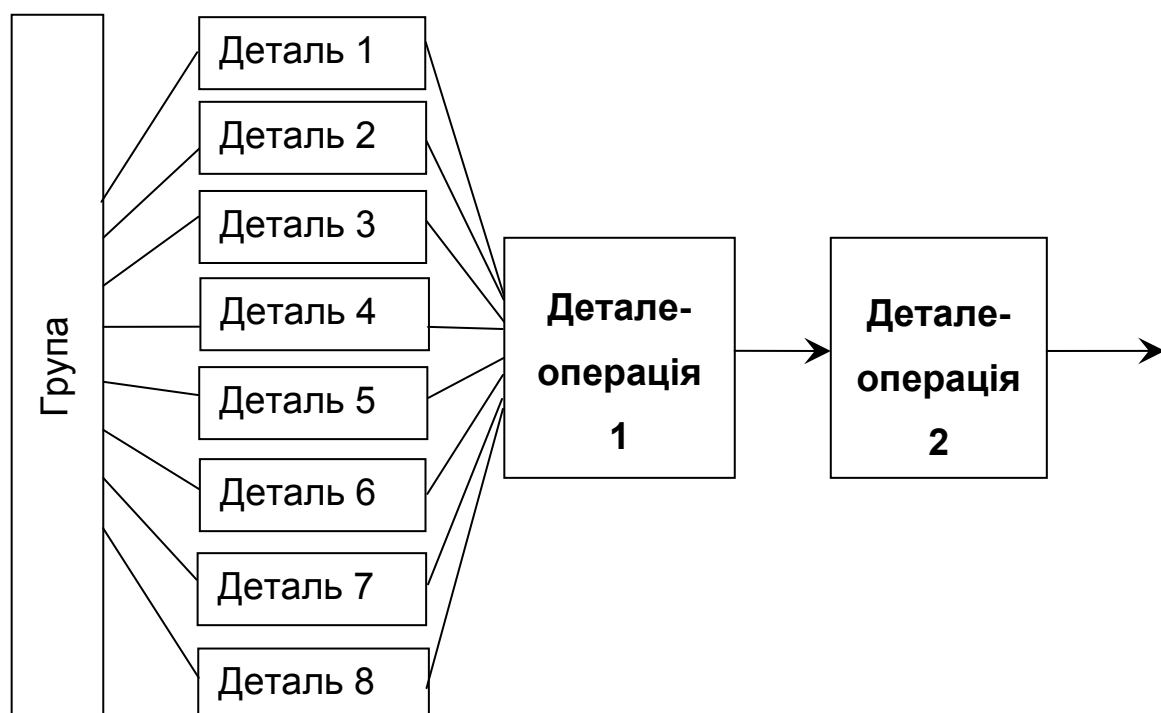 Група
Деталь 1
Деталь 2
Деталь 3
Деталь 4
Деталь 5
Деталь 6
Деталь 7
Деталь 8
Детале-
операція
1
Детале-
операція
2